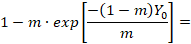 1 − m · exp[−(1 − m)Y₀ / m] =